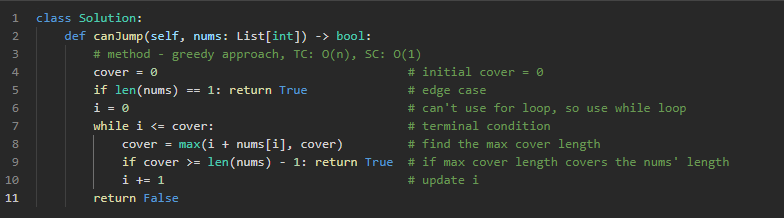 1 class Solution:
2     def canJump(self, nums: List[int]) -> bool:
3         # method - greedy approach, TC: O(n), SC: O(1)
4         cover = 0                                    # initial cover = 0
5         if len(nums) == 1: return True               # edge case
6         i = 0                                        # can't use for loop, so use while loop
7         while i <= cover:                            # terminal condition
8             cover = max(i + nums[i], cover)          # find the max cover length
9             if cover >= len(nums) - 1: return True   # if max cover length covers the nums' length
10             i += 1                                   # update i
11         return False